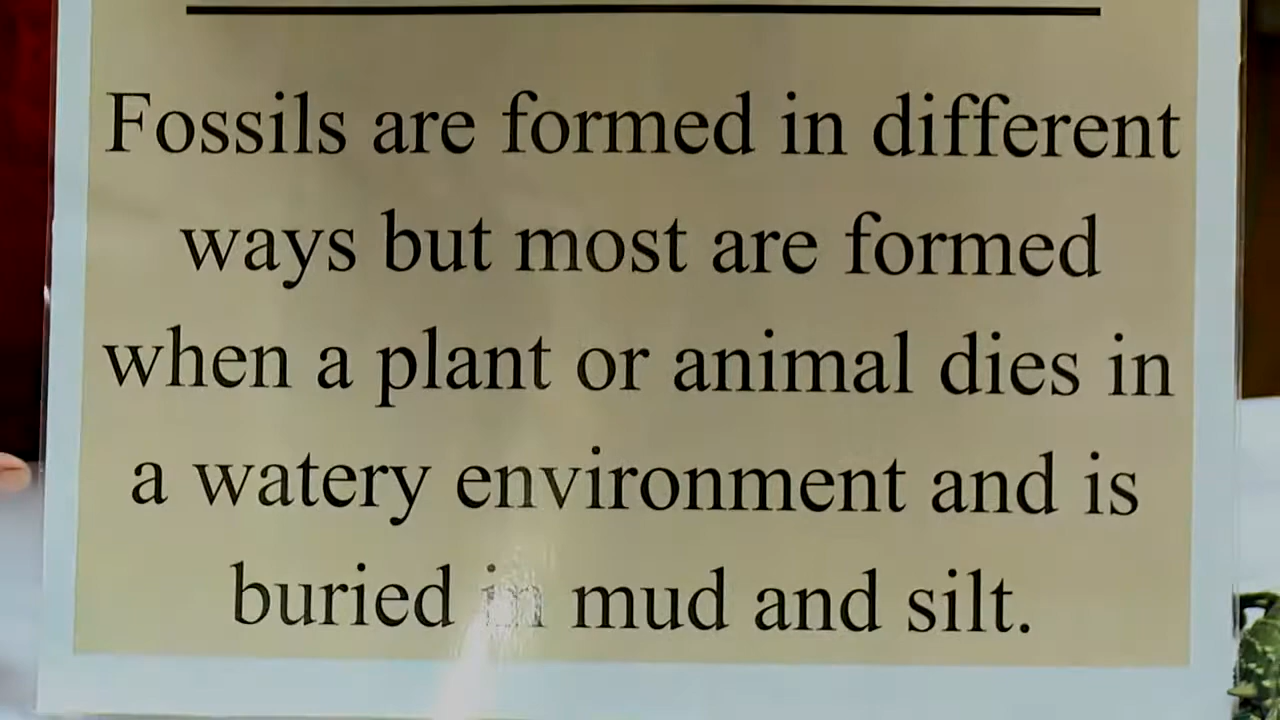 Fossils are formed in different
ways but most are formed
when a plant or animal dies in
a watery environment and is
buried in mud and silt.